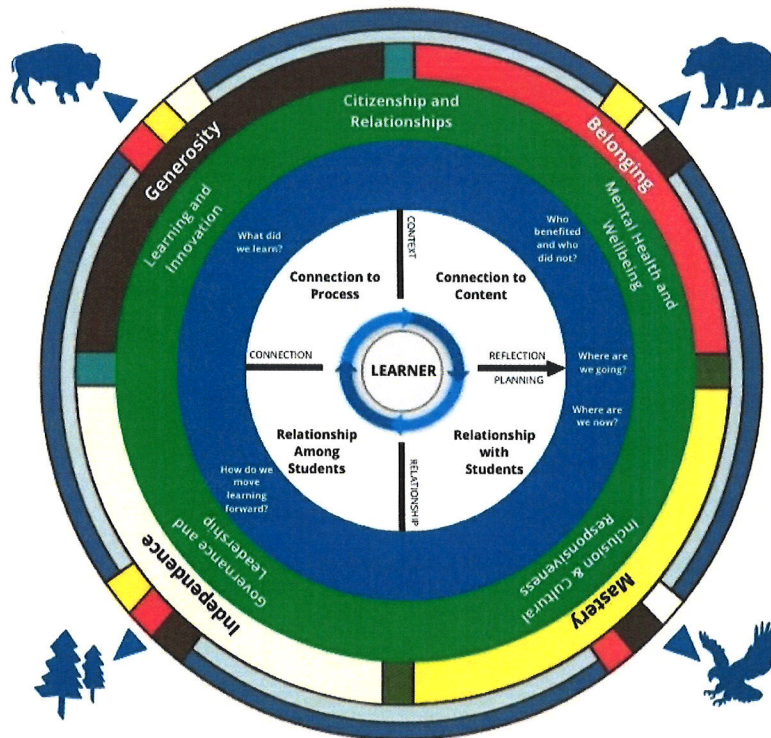 Citizenship and
Relationships
Generosity
Learning and
Innovation
Belonging
Mental Health and
Wellbeing
What did
we learn?
Who
benefited
and who
did not?
CONTEXT
Connection to
Process
Connection to
Content
CONNECTION
LEARNER
REFLECTION
PLANNING
Where are
we going?
Where are
we now?
Relationship
Among
Students
Relationship
with
Students
RELATIONSHIP
How do we
move
learning
forward?
Governance and
Leadership
Independence
Inclusion & Cultural
Responsiveness
Mastery